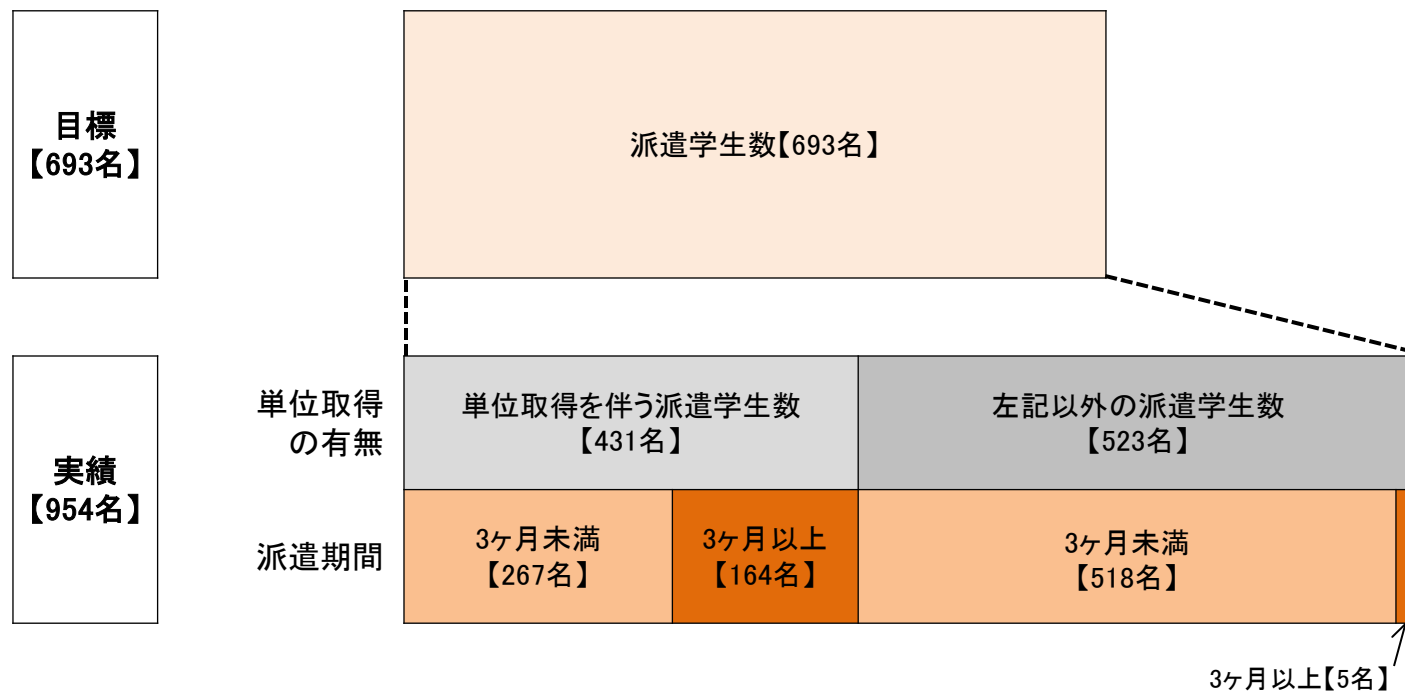 目標
【693名】
派遣学生数【693名】
実績
【954名】
単位取得
の有無
単位取得を伴う派遣学生数
【431名】
左記以外の派遣学生数
【523名】
派遣期間
3ヶ月未満
【267名】
3ヶ月以上
【164名】
3ヶ月未満
【518名】
3ヶ月以上【5名】